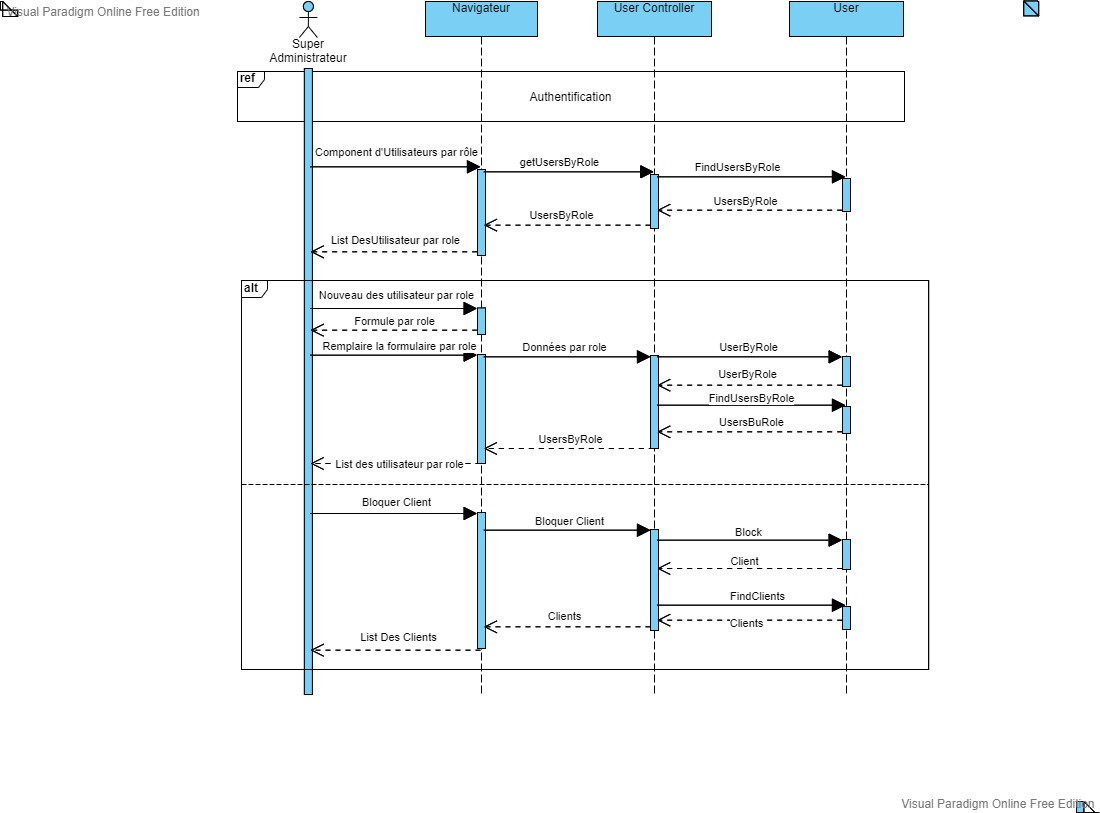 Visual Paradigm Online Free Edition
Navigateur
User Controller
User
Super
Administrateur
ref
Authentification
Component d'Utilisateurs par rôle
getUsersByRole
FindUsersByRole
UsersByRole
UsersByRole
List DesUtilisateur par role
alt
Nouveau des utilisateur par role
Formule par role
Remplaire la formulaire par role
Données par role
UserByRole
UserByRole
FindUsersByRole
UsersBuRole
UsersByRole
List des utilisateur par role
Bloquer Client
Bloquer Client
Block
Client
FindClients
Clients
Clients
List Des Clients
Visual Paradigm Online Free Edition